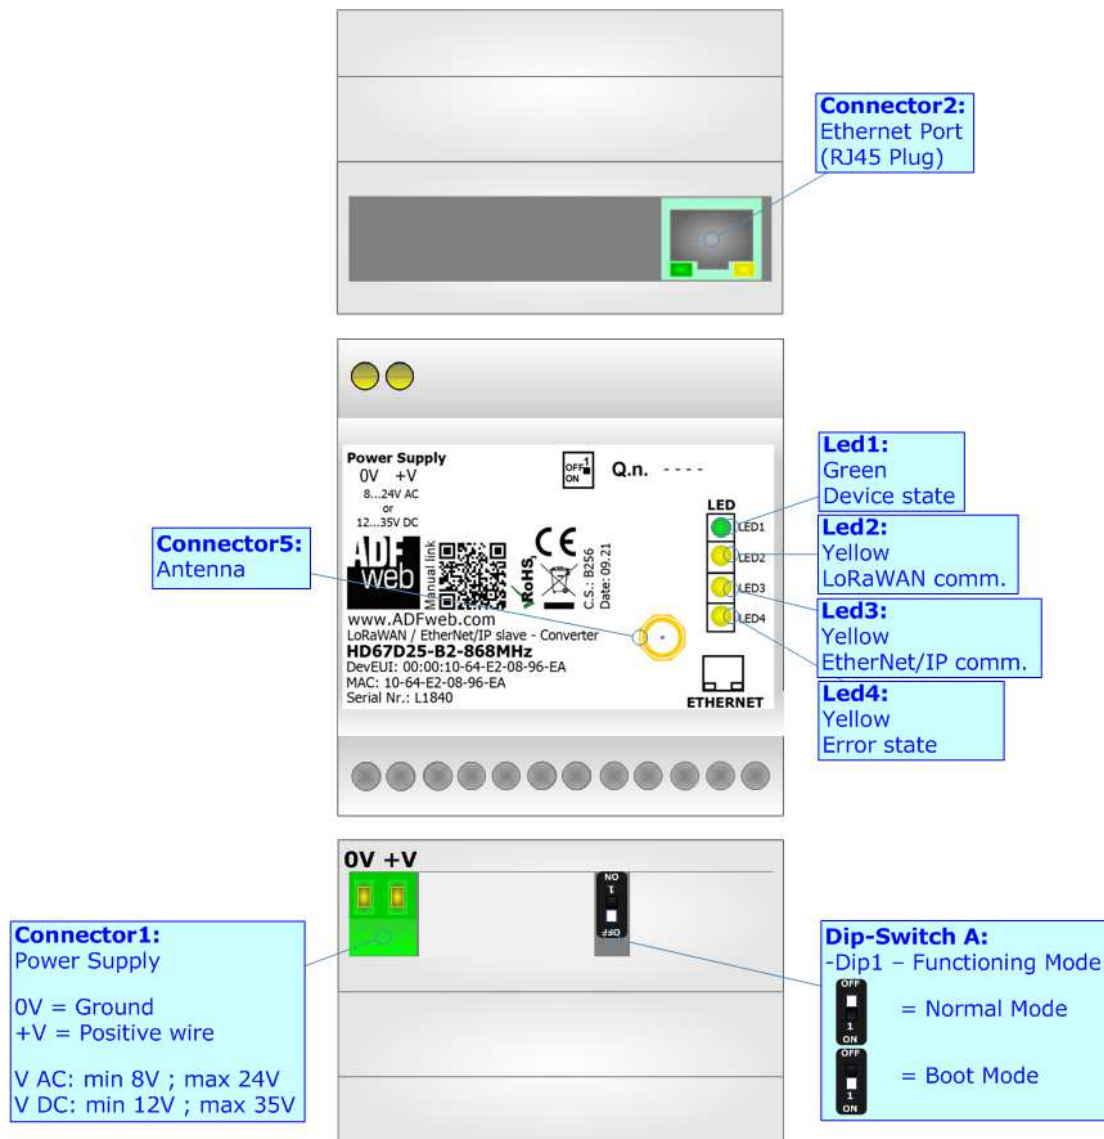 Connector2:
Ethernet Port
(RJ45 Plug)
Power Supply
0V +V
8...24V AC
or
12...35V DC
OFF 1
ON
Q.n. - - - -
LED
LED1
LED2
LED3
LED4
Led1:
Green
Device state
Led2:
Yellow
LoRaWAN comm.
Led3:
Yellow
EtherNet/IP comm.
Led4:
Yellow
Error state
Connector5:
Antenna
ADF
web
Manual link
RoHS
CE
C.S.: B256
Date: 09.21
www.ADFweb.com
LoRaWAN / EtherNet/IP slave - Converter
HD67D25-B2-868MHz
DevEUI: 00:00:10-64-E2-08-96-EA
MAC: 10-64-E2-08-96-EA
Serial Nr.: L1840
ETHERNET
0V +V
ON
1
OFF
Connector1:
Power Supply
0V = Ground
+V = Positive wire
V AC: min 8V ; max 24V
V DC: min 12V ; max 35V
Dip-Switch A:
-Dip1 – Functioning Mode
OFF
1
ON
= Normal Mode
OFF
1
ON
= Boot Mode